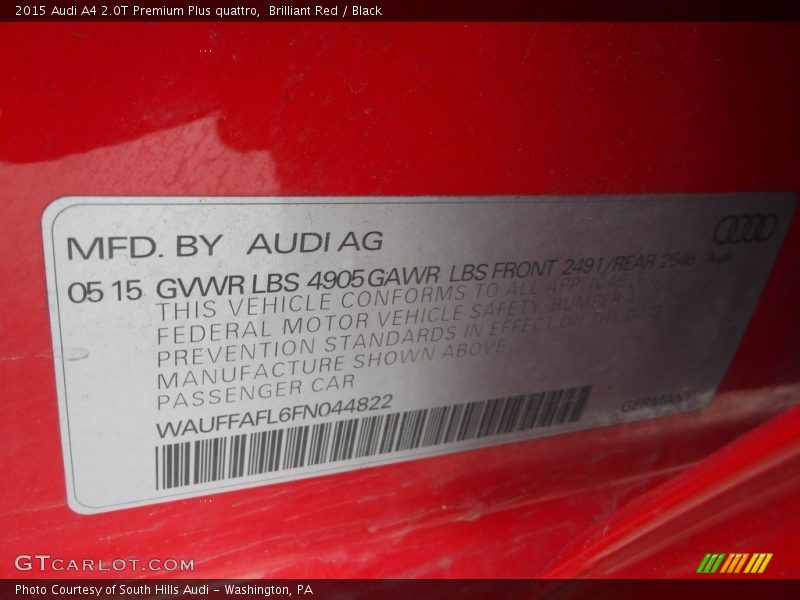 2015 Audi A4 2.0T Premium Plus quattro, Brilliant Red / Black
MFD. BY AUDI AG
05 15 GVWR LBS 4905 GAWR LBS FRONT 2491/REAR 2546 Audi
THIS VEHICLE CONFORMS TO ALL APPLICABLE
FEDERAL MOTOR VEHICLE SAFETY, BUMPER AND
PREVENTION STANDARDS IN EFFECT ON THE DATE
MANUFACTURE SHOWN ABOVE
PASSENGER CAR
WAUFFAFL6FN044822
GERMANY
GTCARLOT.COM
Photo Courtesy of South Hills Audi - Washington, PA